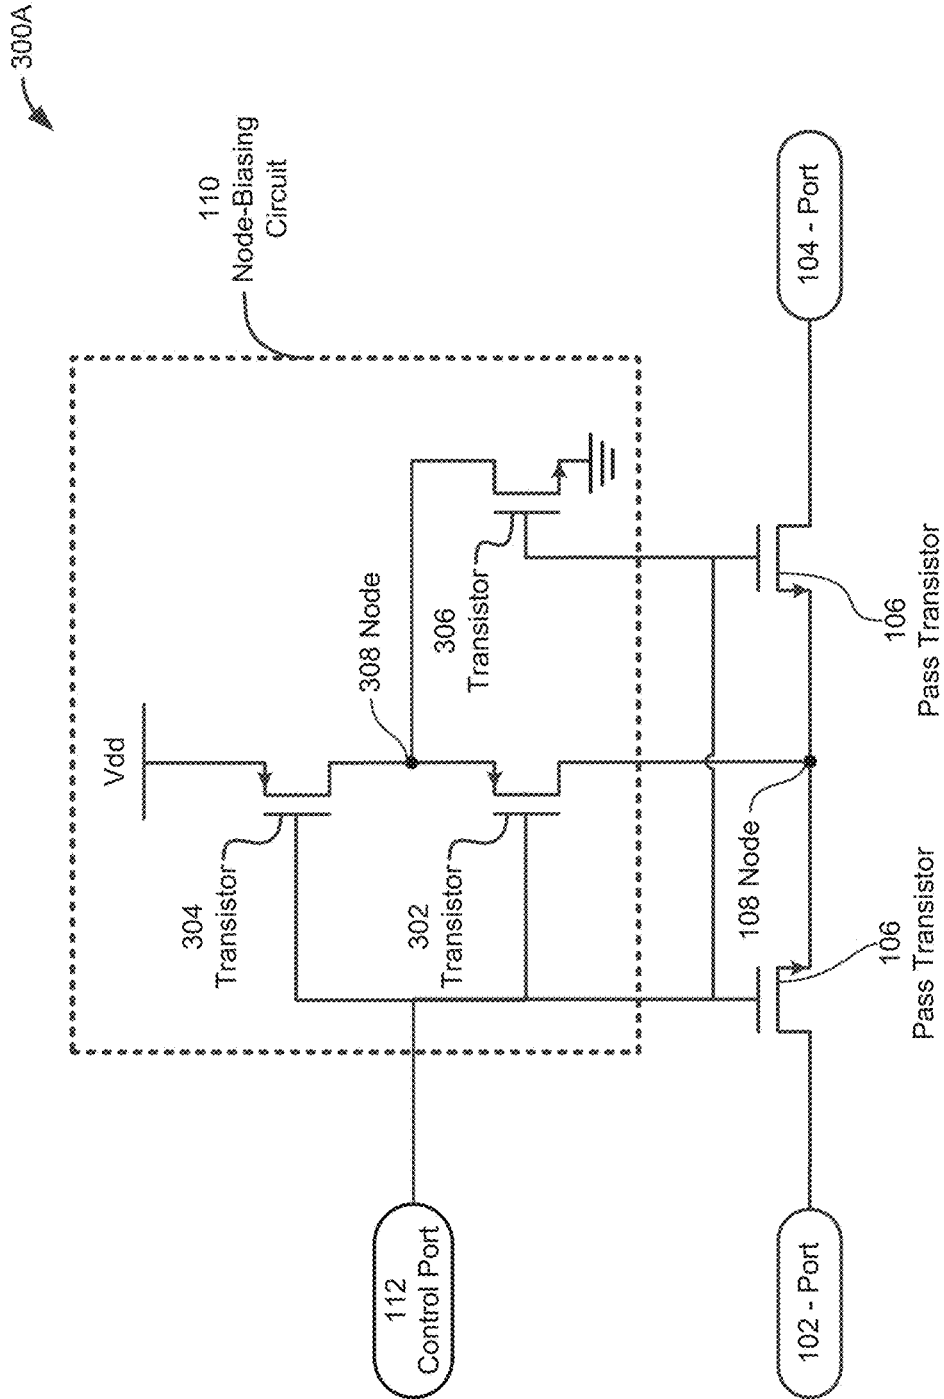 300A
110
Node-Biasing
Circuit
Vdd
304
Transistor
308 Node
306
Transistor
302
Transistor
112
Control Port
108 Node
102 - Port
104 - Port
106
Pass Transistor
106
Pass Transistor